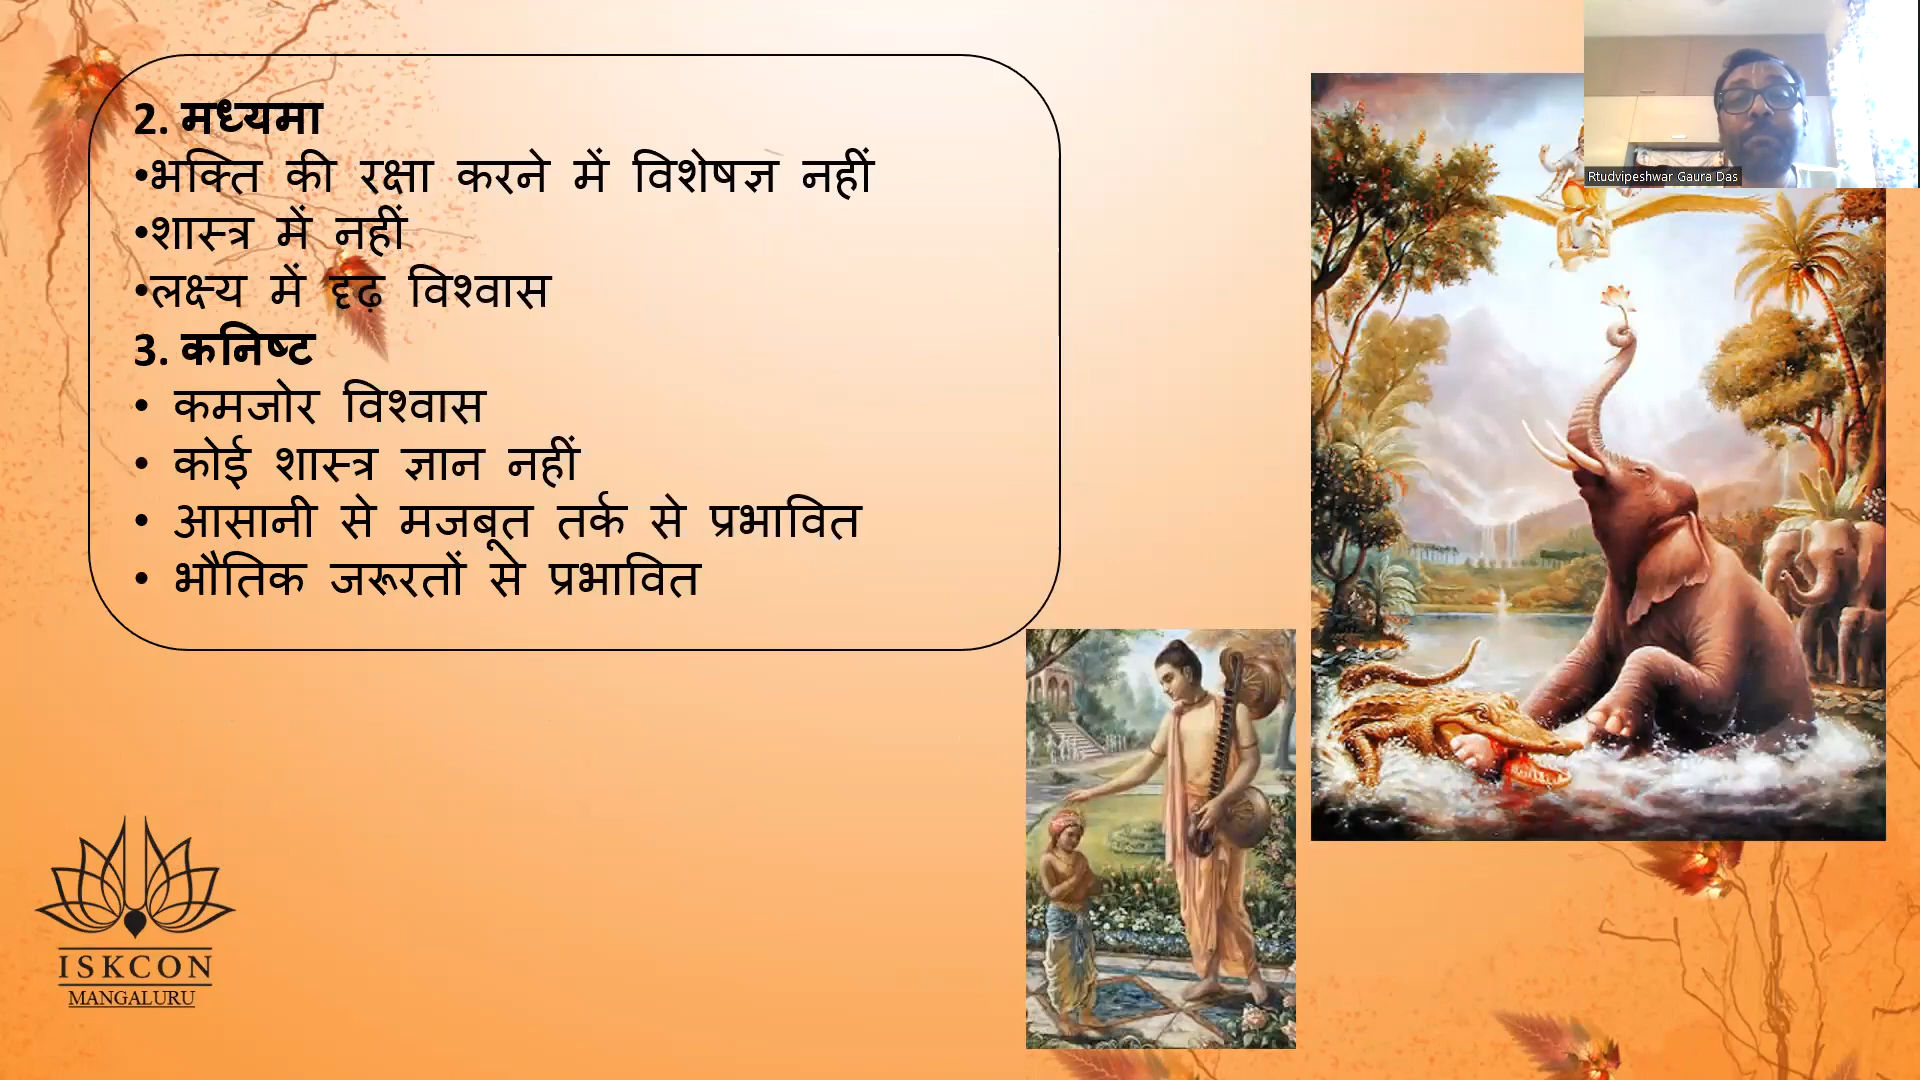 2. मध्यमा
•भक्ति की रक्षा करने में विशेषज्ञ नहीं
•शास्त्र में नहीं
•लक्ष्य में दृढ़ विश्वास
3. कनिष्ट
• कमजोर विश्वास
• कोई शास्त्र ज्ञान नहीं
• आसानी से मजबूत तर्क से प्रभावित
• भौतिक जरूरतों से प्रभावित
Rtudvipeshwar Gaura Das
ISKCON
MANGALURU